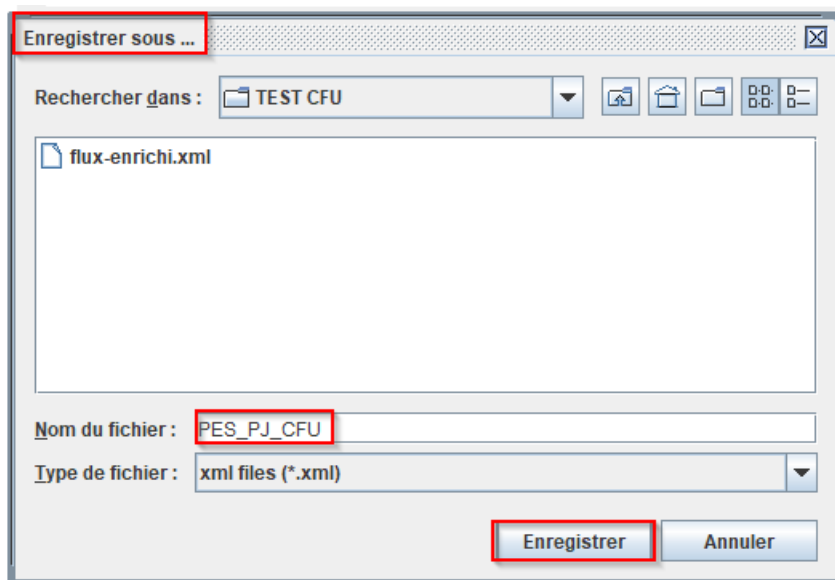 Enregistrer sous ...
Rechercher dans : TEST CFU
flux-enrichi.xml
Nom du fichier : PES_PJ_CFU
Type de fichier : xml files (*.xml)
Enregistrer Annuler